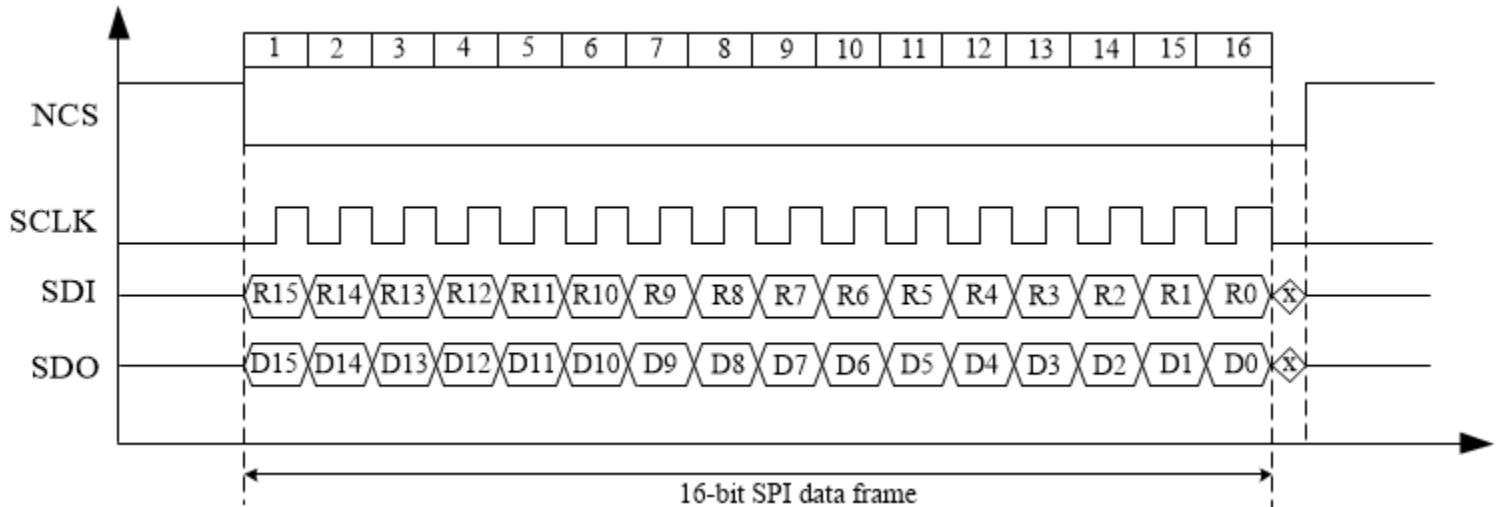 1 2 3 4 5 6 7 8 9 10 11 12 13 14 15 16
NCS
SCLK
SDI R15 R14 R13 R12 R11 R10 R9 R8 R7 R6 R5 R4 R3 R2 R1 R0 x
SDO D15 D14 D13 D12 D11 D10 D9 D8 D7 D6 D5 D4 D3 D2 D1 D0 x
16-bit SPI data frame